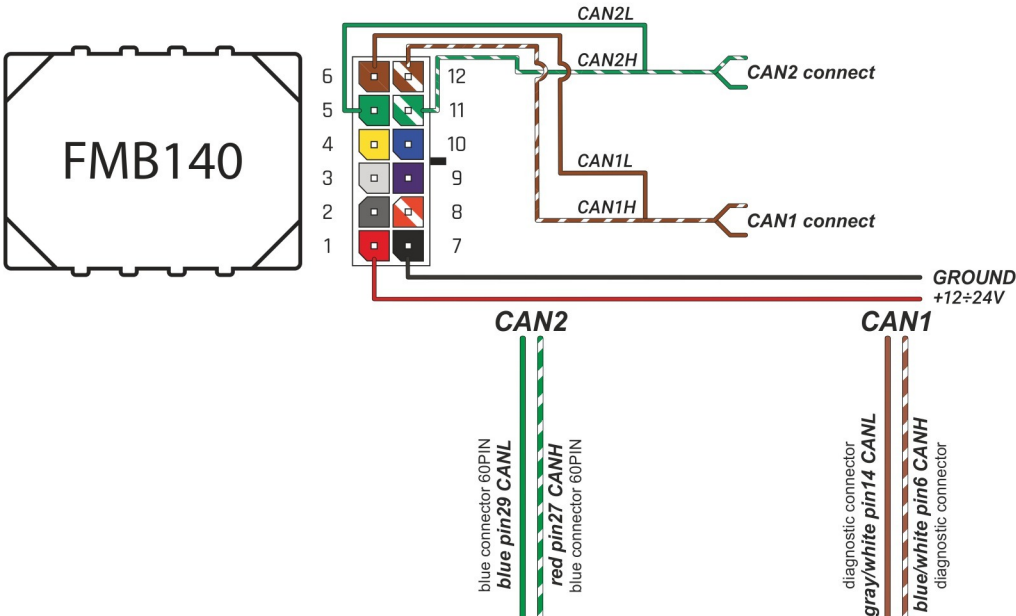 CAN2L
CAN2H
CAN2 connect
FMB140
6
12
5
11
4
10
3
9
2
8
1
7
CAN1L
CAN1H
CAN1 connect
GROUND
+12÷24V
CAN2
CAN1
blue connector 60PIN
blue pin29 CANL
red pin27 CANH
blue connector 60PIN
diagnostic connector
gray/white pin14 CANL
blue/white pin6 CANH
diagnostic connector